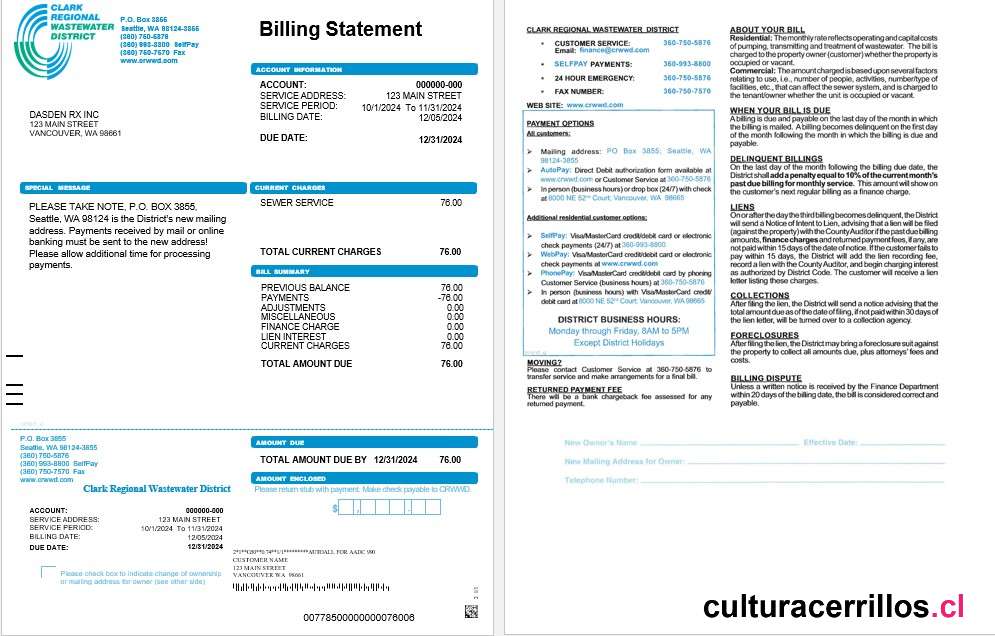 CLARK
REGIONAL
WASTEWATER
DISTRICT
P.O. Box 3855
Seattle, WA 98124-3855
(360) 750-5876
(360) 993-8800 SelfPay
(360) 750-7570 Fax
www.crwwd.com
Billing Statement
ACCOUNT INFORMATION
ACCOUNT: 000000-000
SERVICE ADDRESS: 123 MAIN STREET
SERVICE PERIOD: 10/1/2024 To 11/31/2024
BILLING DATE: 12/05/2024
DUE DATE: 12/31/2024
DASDEN RX INC
123 MAIN STREET
VANCOUVER, WA 98661
SPECIAL MESSAGE
PLEASE TAKE NOTE, P.O. BOX 3855,
Seattle, WA 98124 is the District's new mailing
address. Payments received by mail or online
banking must be sent to the new address!
Please allow additional time for processing
payments.
CURRENT CHARGES
SEWER SERVICE 76.00
TOTAL CURRENT CHARGES 76.00
BILL SUMMARY
PREVIOUS BALANCE 76.00
PAYMENTS -76.00
ADJUSTMENTS 0.00
MISCELLANEOUS 0.00
FINANCE CHARGE 0.00
LIEN INTEREST 0.00
CURRENT CHARGES 76.00
TOTAL AMOUNT DUE 76.00
P.O. Box 3855
Seattle, WA 98124-3855
(360) 750-5876
(360) 993-8800 SelfPay
(360) 750-7570 Fax
www.crwwd.com
Clark Regional Wastewater District
ACCOUNT: 000000-000
SERVICE ADDRESS: 123 MAIN STREET
SERVICE PERIOD: 10/1/2024 To 11/31/2024
BILLING DATE: 12/05/2024
DUE DATE: 12/31/2024
Please check box to indicate change of ownership
or mailing address for owner (see other side)
AMOUNT DUE
TOTAL AMOUNT DUE BY 12/31/2024 76.00
AMOUNT ENCLOSED
Please return stub with payment. Make check payable to CRWWD.
$ , .
2*1**G80**0.74**1/1*********AUTOALL FOR AADC 990
CUSTOMER NAME
123 MAIN STREET
VANCOUVER WA 98661
00778500000000076006
CLARK REGIONAL WASTEWATER DISTRICT
• CUSTOMER SERVICE: 360-750-5876
Email: finance@crwwd.com
• SELFPAY PAYMENTS: 360-993-8800
• 24 HOUR EMERGENCY: 360-750-5876
• FAX NUMBER: 360-750-7570
WEB SITE: www.crwwd.com
PAYMENT OPTIONS
All customers:
➢ Mailing address: PO Box 3855; Seattle, WA
98124-3855
➢ AutoPay: Direct Debit authorization form available at
www.crwwd.com or Customer Service at 360-750-5876
➢ In person (business hours) or drop box (24/7) with check
at 8000 NE 52nd Court; Vancouver, WA 98665
Additional residential customer options:
➢ SelfPay: Visa/MasterCard credit/debit card or electronic
check payments (24/7) at 360-993-8800
➢ WebPay: Visa/MasterCard credit/debit card or electronic
check payments at www.crwwd.com
➢ PhonePay: Visa/MasterCard credit/debit card by phoning
Customer Service (business hours) at 360-750-5876
➢ In person (business hours) with Visa/MasterCard credit/
debit card at 8000 NE 52nd Court; Vancouver, WA 98665
DISTRICT BUSINESS HOURS:
Monday through Friday, 8AM to 5PM
Except District Holidays
MOVING?
Please contact Customer Service at 360-750-5876 to
transfer service and make arrangements for a final bill.
RETURNED PAYMENT FEE
There will be a bank chargeback fee assessed for any
returned payment.
ABOUT YOUR BILL
Residential: The monthly rate reflects operating and capital costs
of pumping, transmitting and treatment of wastewater. The bill is
charged to the property owner (customer) whether the property is
occupied or vacant.
Commercial: The amount charged is based upon several factors
relating to use, i.e., number of people, activities, number/type of
facilities, etc., that can affect the sewer system, and is charged to
the tenant/owner whether the unit is occupied or vacant.
WHEN YOUR BILL IS DUE
A billing is due and payable on the last day of the month in which
the billing is mailed. A billing becomes delinquent on the first day
of the month following the month in which the billing is due and
payable.
DELINQUENT BILLINGS
On the last day of the month following the billing due date, the
District shall add a penalty equal to 10% of the current month's
past due billing for monthly service. This amount will show on
the customer's next regular billing as a finance charge.
LIENS
On or after the day the third billing becomes delinquent, the District
will send a Notice of Intent to Lien, advising that a lien will be filed
(against the property) with the County Auditor if the past due billing
amounts, finance charges and returned payment fees, if any, are
not paid within 15 days of the date of notice. If the customer fails to
pay within 15 days, the District will add the lien recording fee,
record a lien with the County Auditor, and begin charging interest
as authorized by District Code. The customer will receive a lien
letter listing these charges.
COLLECTIONS
After filing the lien, the District will send a notice advising that the
total amount due as of the date of filing, if not paid within 30 days of
the lien letter, will be turned over to a collection agency.
FORECLOSURES
After filing the lien, the District may bring a foreclosure suit against
the property to collect all amounts due, plus attorneys' fees and
costs.
BILLING DISPUTE
Unless a written notice is received by the Finance Department
within 20 days of the billing date, the bill is considered correct and
payable.
New Owner's Name Effective Date:
New Mailing Address for Owner:
Telephone Number:
culturacerrillos.cl